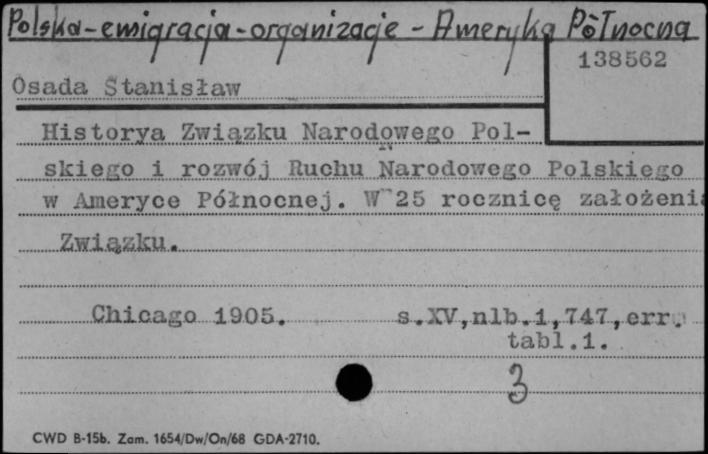 Polska-emigracja-organizacje - Ameryka Północna
138562
Osada Stanisław
Historya Związku Narodowego Pol-
skiego i rozwój Ruchu Narodowego Polskiego
w Ameryce Północnej. W 25 rocznicę założenia
Związku.
Chicago 1905. s.XV,nlb.1,747,err.
tabl.1.
3
CWD B-15b. Zam. 1654/Dw/On/68 GDA-2710.